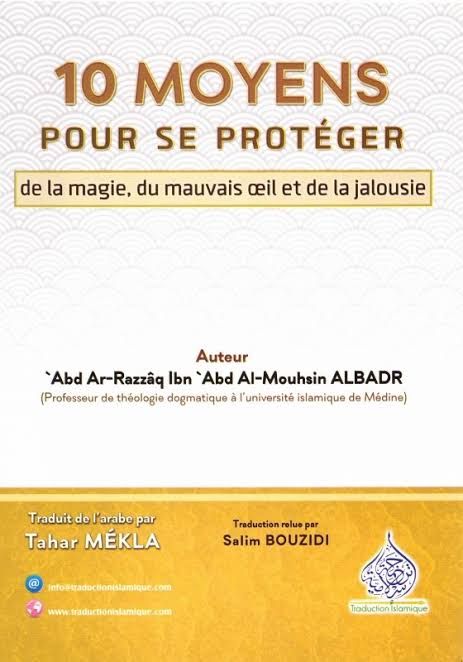 10 MOYENS
POUR SE PROTÉGER
de la magie, du mauvais œil et de la jalousie
Auteur
`Abd Ar-Razzâq Ibn `Abd Al-Mouhsin ALBADR
(Professeur de théologie dogmatique à l'université islamique de Médine)
Traduit de l'arabe par
Tahar MÉKLA
Traduction relue par
Salim BOUZIDI
@ info@traductionislamique.com
www.traductionislamique.com
Traduction Islamique